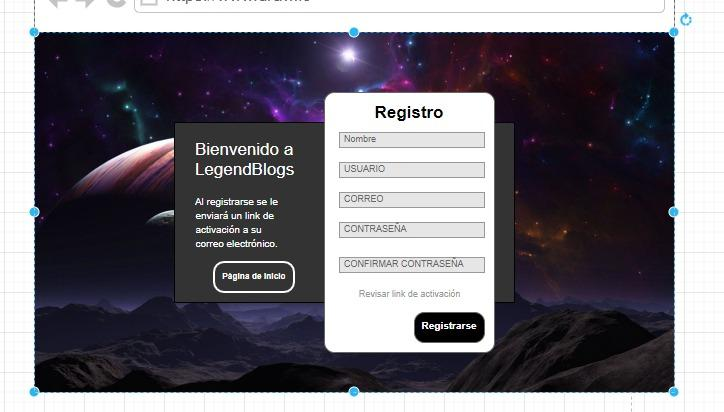 Bienvenido a
LegendBlogs
Al registrarse se le
enviará un link de
activación a su
correo electrónico.
Página de inicio
Registro
Nombre
USUARIO
CORREO
CONTRASEÑA
CONFIRMAR CONTRASEÑA
Revisar link de activación
Registrarse